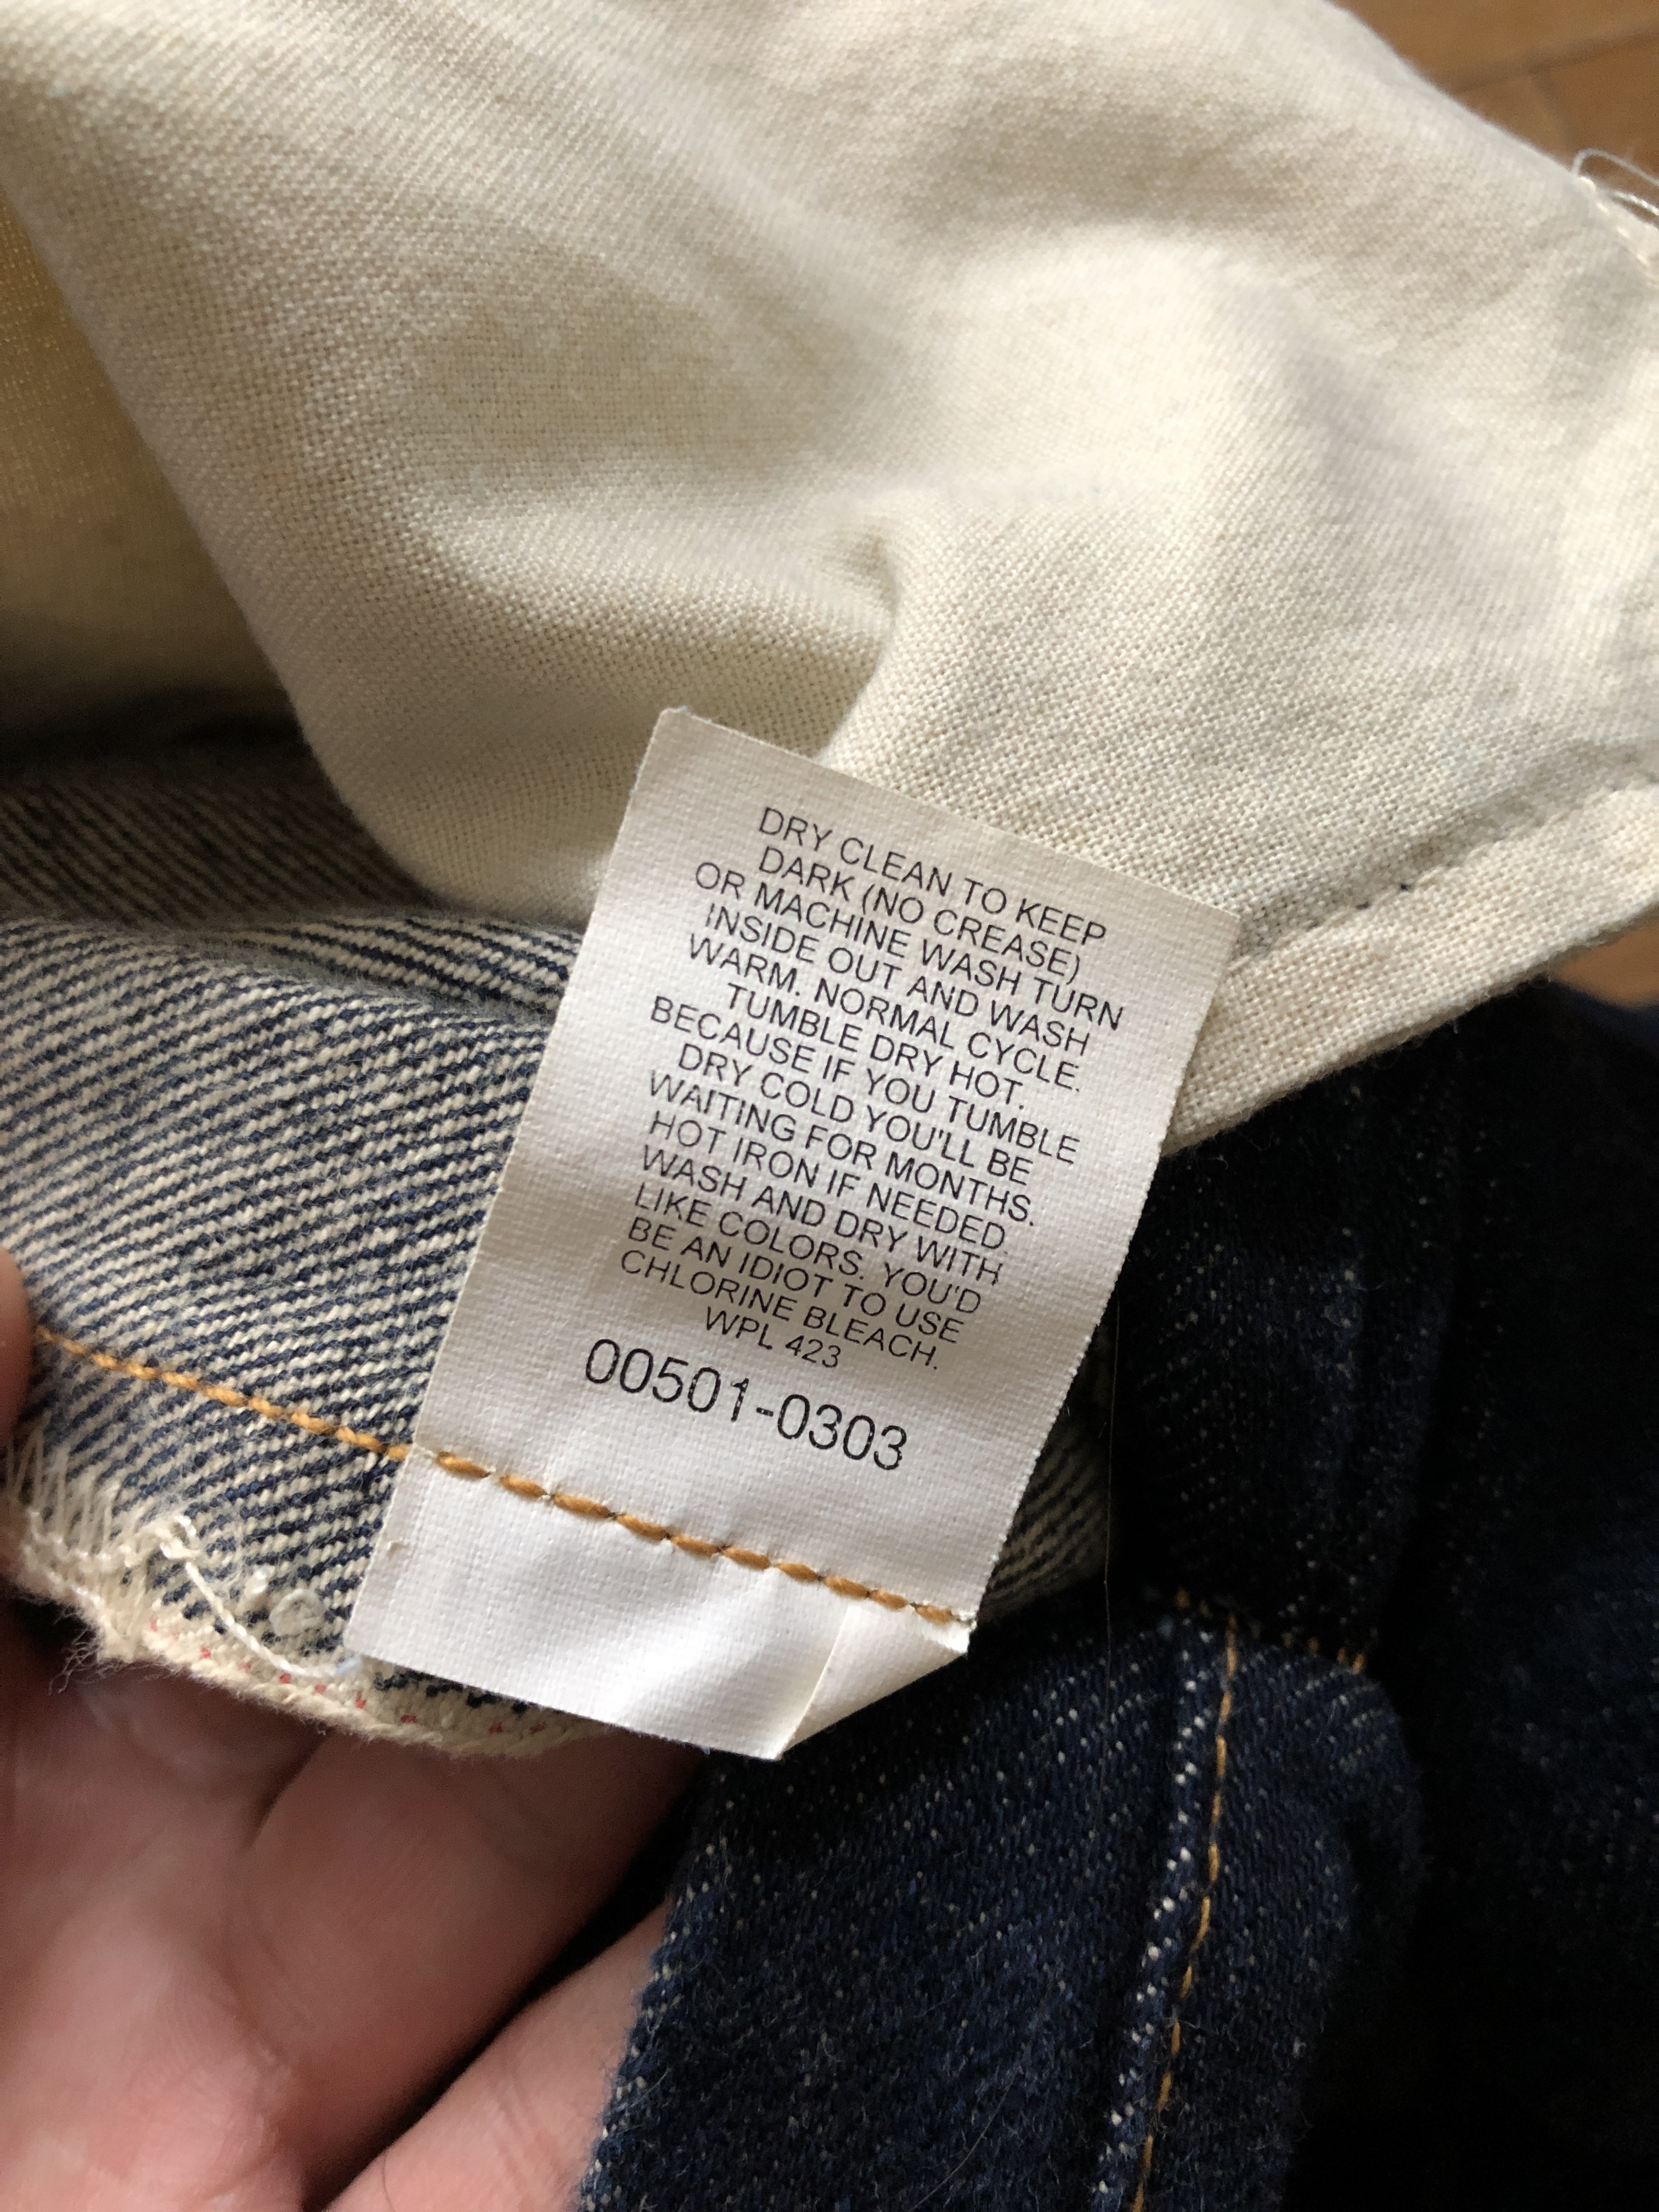 DRY CLEAN TO KEEP
DARK (NO CREASE)
OR MACHINE WASH TURN
INSIDE OUT AND WASH
WARM. NORMAL CYCLE.
TUMBLE DRY HOT.
BECAUSE IF YOU TUMBLE
DRY COLD YOU'LL BE
WAITING FOR MONTHS.
HOT IRON IF NEEDED.
WASH AND DRY WITH
LIKE COLORS. YOU'D
BE AN IDIOT TO USE
CHLORINE BLEACH.
WPL 423
00501-0303